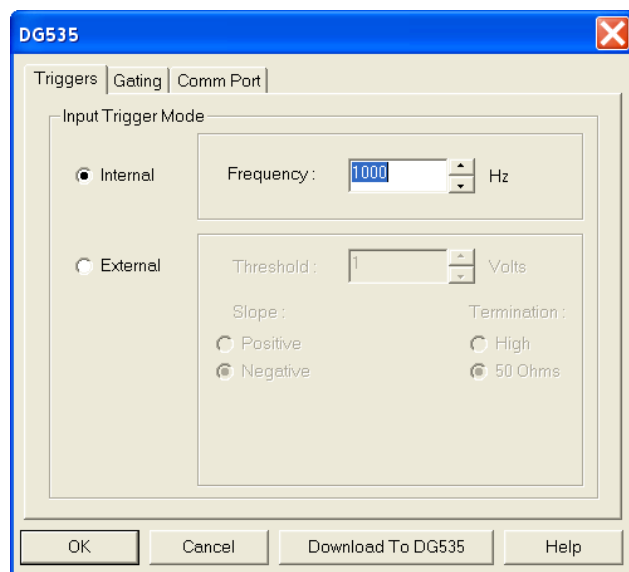 DG535
Triggers Gating Comm Port
Input Trigger Mode
Internal Frequency: 1000 Hz
External Threshold: 1 Volts
Slope: Termination:
Positive High
Negative 50 Ohms
OK Cancel Download To DG535 Help